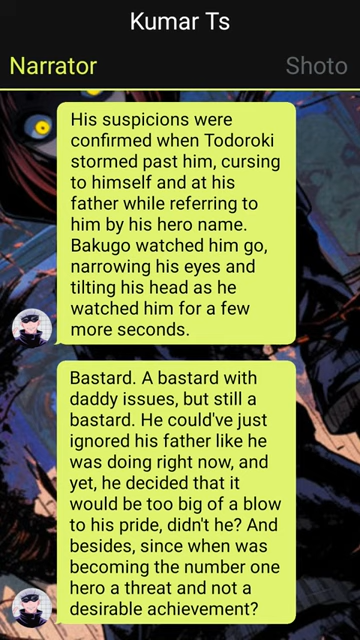 Kumar Ts
Narrator
Shoto
His suspicions were
confirmed when Todoroki
stormed past him, cursing
to himself and at his
father while referring to
him by his hero name.
Bakugo watched him go,
narrowing his eyes and
tilting his head as he
watched him for a few
more seconds.
Bastard. A bastard with
daddy issues, but still a
bastard. He could've just
ignored his father like he
was doing right now, and
yet, he decided that it
would be too big of a blow
to his pride, didn't he? And
besides, since when was
becoming the number one
hero a threat and not a
desirable achievement?